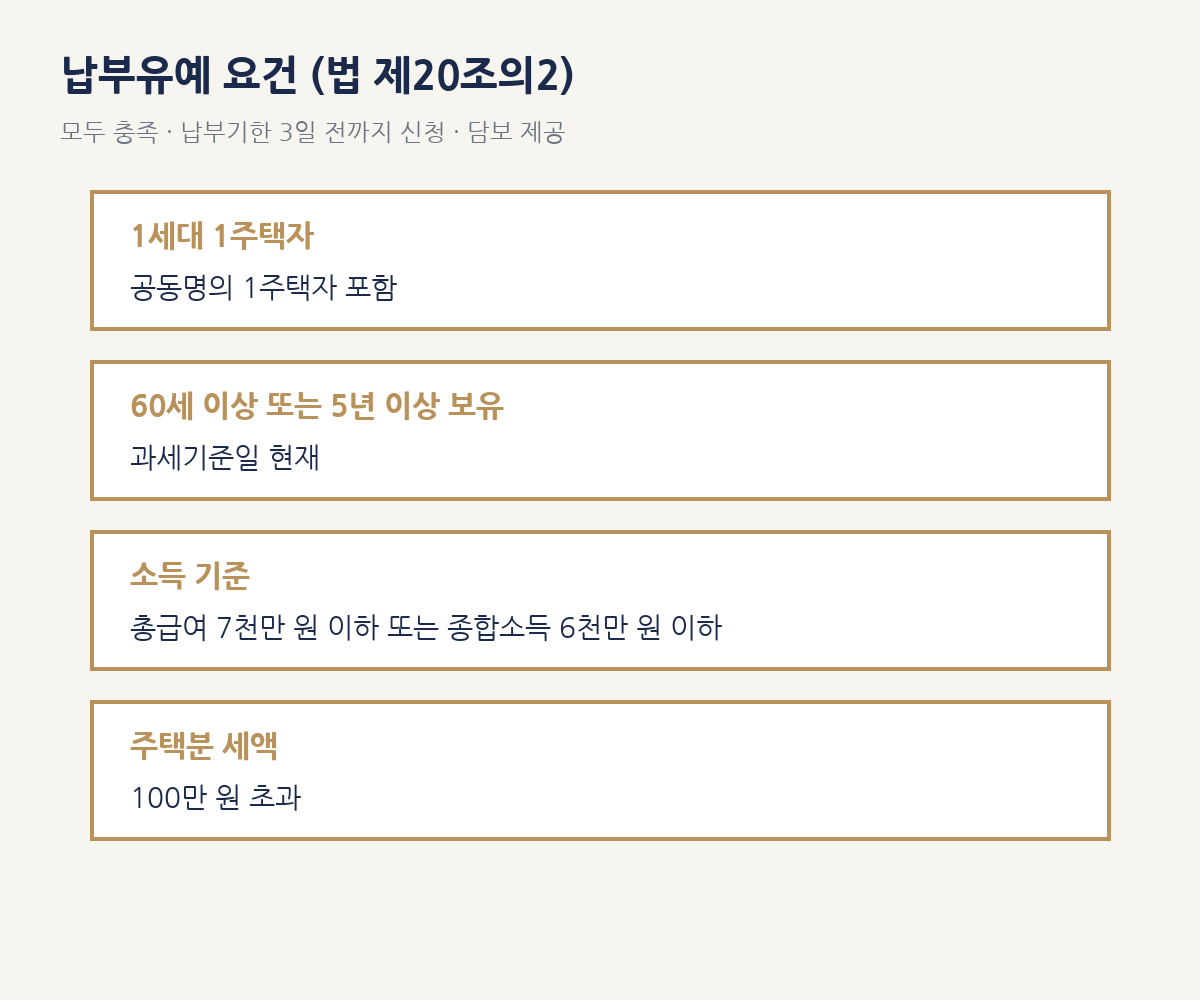 납부유예 요건 (법 제20조의2)
모두 충족 · 납부기한 3일 전까지 신청 · 담보 제공
1세대 1주택자
공동명의 1주택자 포함
60세 이상 또는 5년 이상 보유
과세기준일 현재
소득 기준
총급여 7천만 원 이하 또는 종합소득 6천만 원 이하
주택분 세액
100만 원 초과